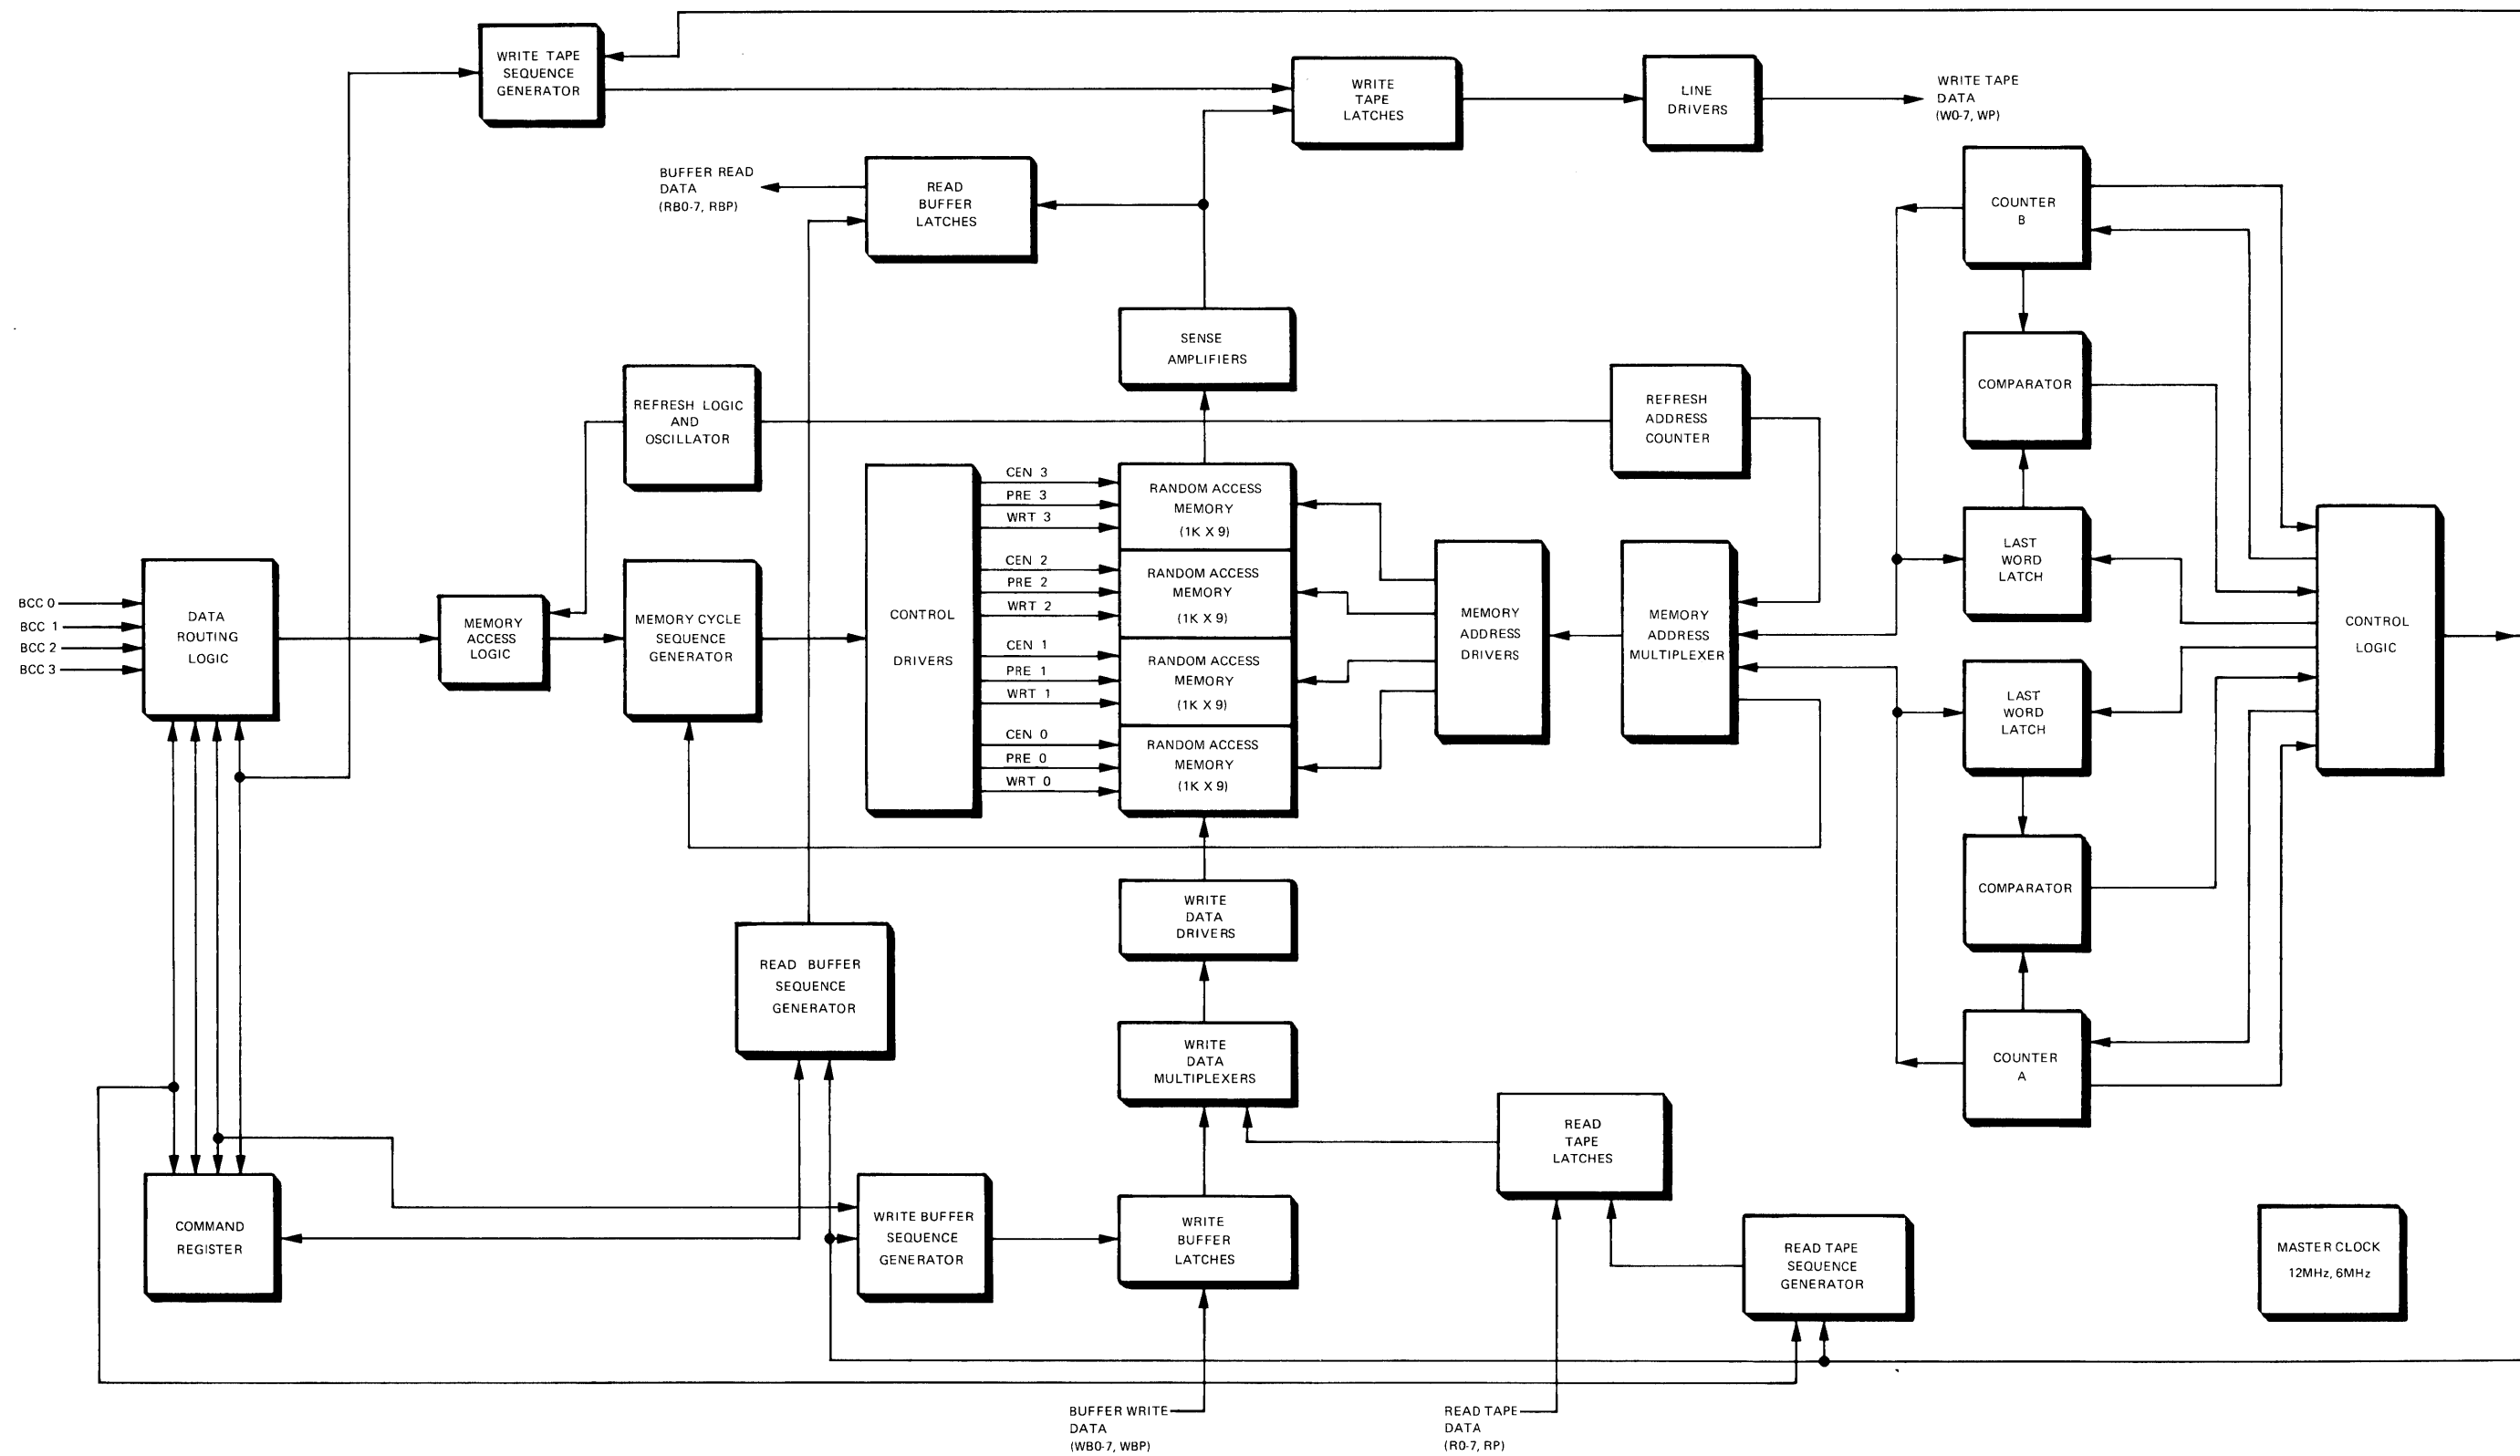 WRITE TAPE
SEQUENCE
GENERATOR
WRITE
TAPE
LATCHES
LINE
DRIVERS
WRITE TAPE
DATA
(W0-7, WP)
BUFFER READ
DATA
(RB0-7, RBP)
READ
BUFFER
LATCHES
COUNTER
B
SENSE
AMPLIFIERS
COMPARATOR
REFRESH LOGIC
AND
OSCILLATOR
REFRESH
ADDRESS
COUNTER
BCC 0
BCC 1
BCC 2
BCC 3
DATA
ROUTING
LOGIC
MEMORY
ACCESS
LOGIC
MEMORY CYCLE
SEQUENCE
GENERATOR
CONTROL
DRIVERS
CEN 3
PRE 3
WRT 3
CEN 2
PRE 2
WRT 2
CEN 1
PRE 1
WRT 1
CEN 0
PRE 0
WRT 0
RANDOM ACCESS
MEMORY
(1K X 9)
RANDOM ACCESS
MEMORY
(1K X 9)
RANDOM ACCESS
MEMORY
(1K X 9)
RANDOM ACCESS
MEMORY
(1K X 9)
MEMORY
ADDRESS
DRIVERS
MEMORY
ADDRESS
MULTIPLEXER
LAST
WORD
LATCH
LAST
WORD
LATCH
CONTROL
LOGIC
COMPARATOR
WRITE
DATA
DRIVERS
READ BUFFER
SEQUENCE
GENERATOR
WRITE
DATA
MULTIPLEXERS
COUNTER
A
READ
TAPE
LATCHES
COMMAND
REGISTER
WRITE BUFFER
SEQUENCE
GENERATOR
WRITE
BUFFER
LATCHES
READ TAPE
SEQUENCE
GENERATOR
MASTER CLOCK
12MHz, 6MHz
BUFFER WRITE
DATA
(WB0-7, WBP)
READ TAPE
DATA
(R0-7, RP)